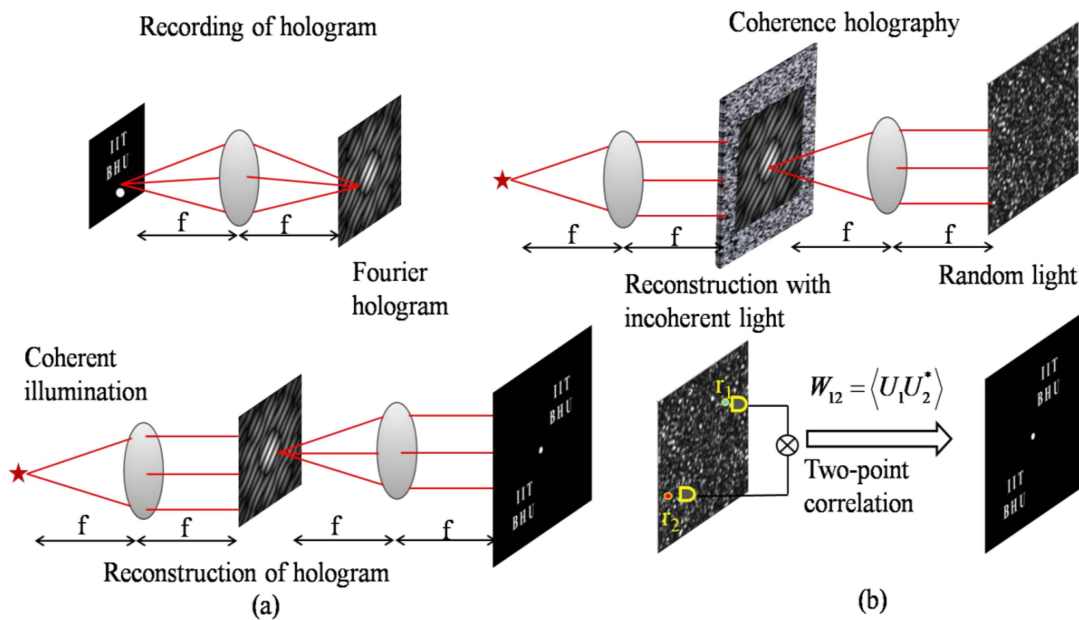 Recording of hologram
IIT
BHU
f
f
Fourier
hologram
Coherent
illumination
f
f
f
f
IIT
BHU
IIT
BHU
Reconstruction of hologram
(a)
Coherence holography
f
f
f
f
Reconstruction with
incoherent light
Random light
r₁
r₂
W₁₂ = ⟨U₁U₂*⟩
Two-point
correlation
IIT
BHU
IIT
BHU
(b)